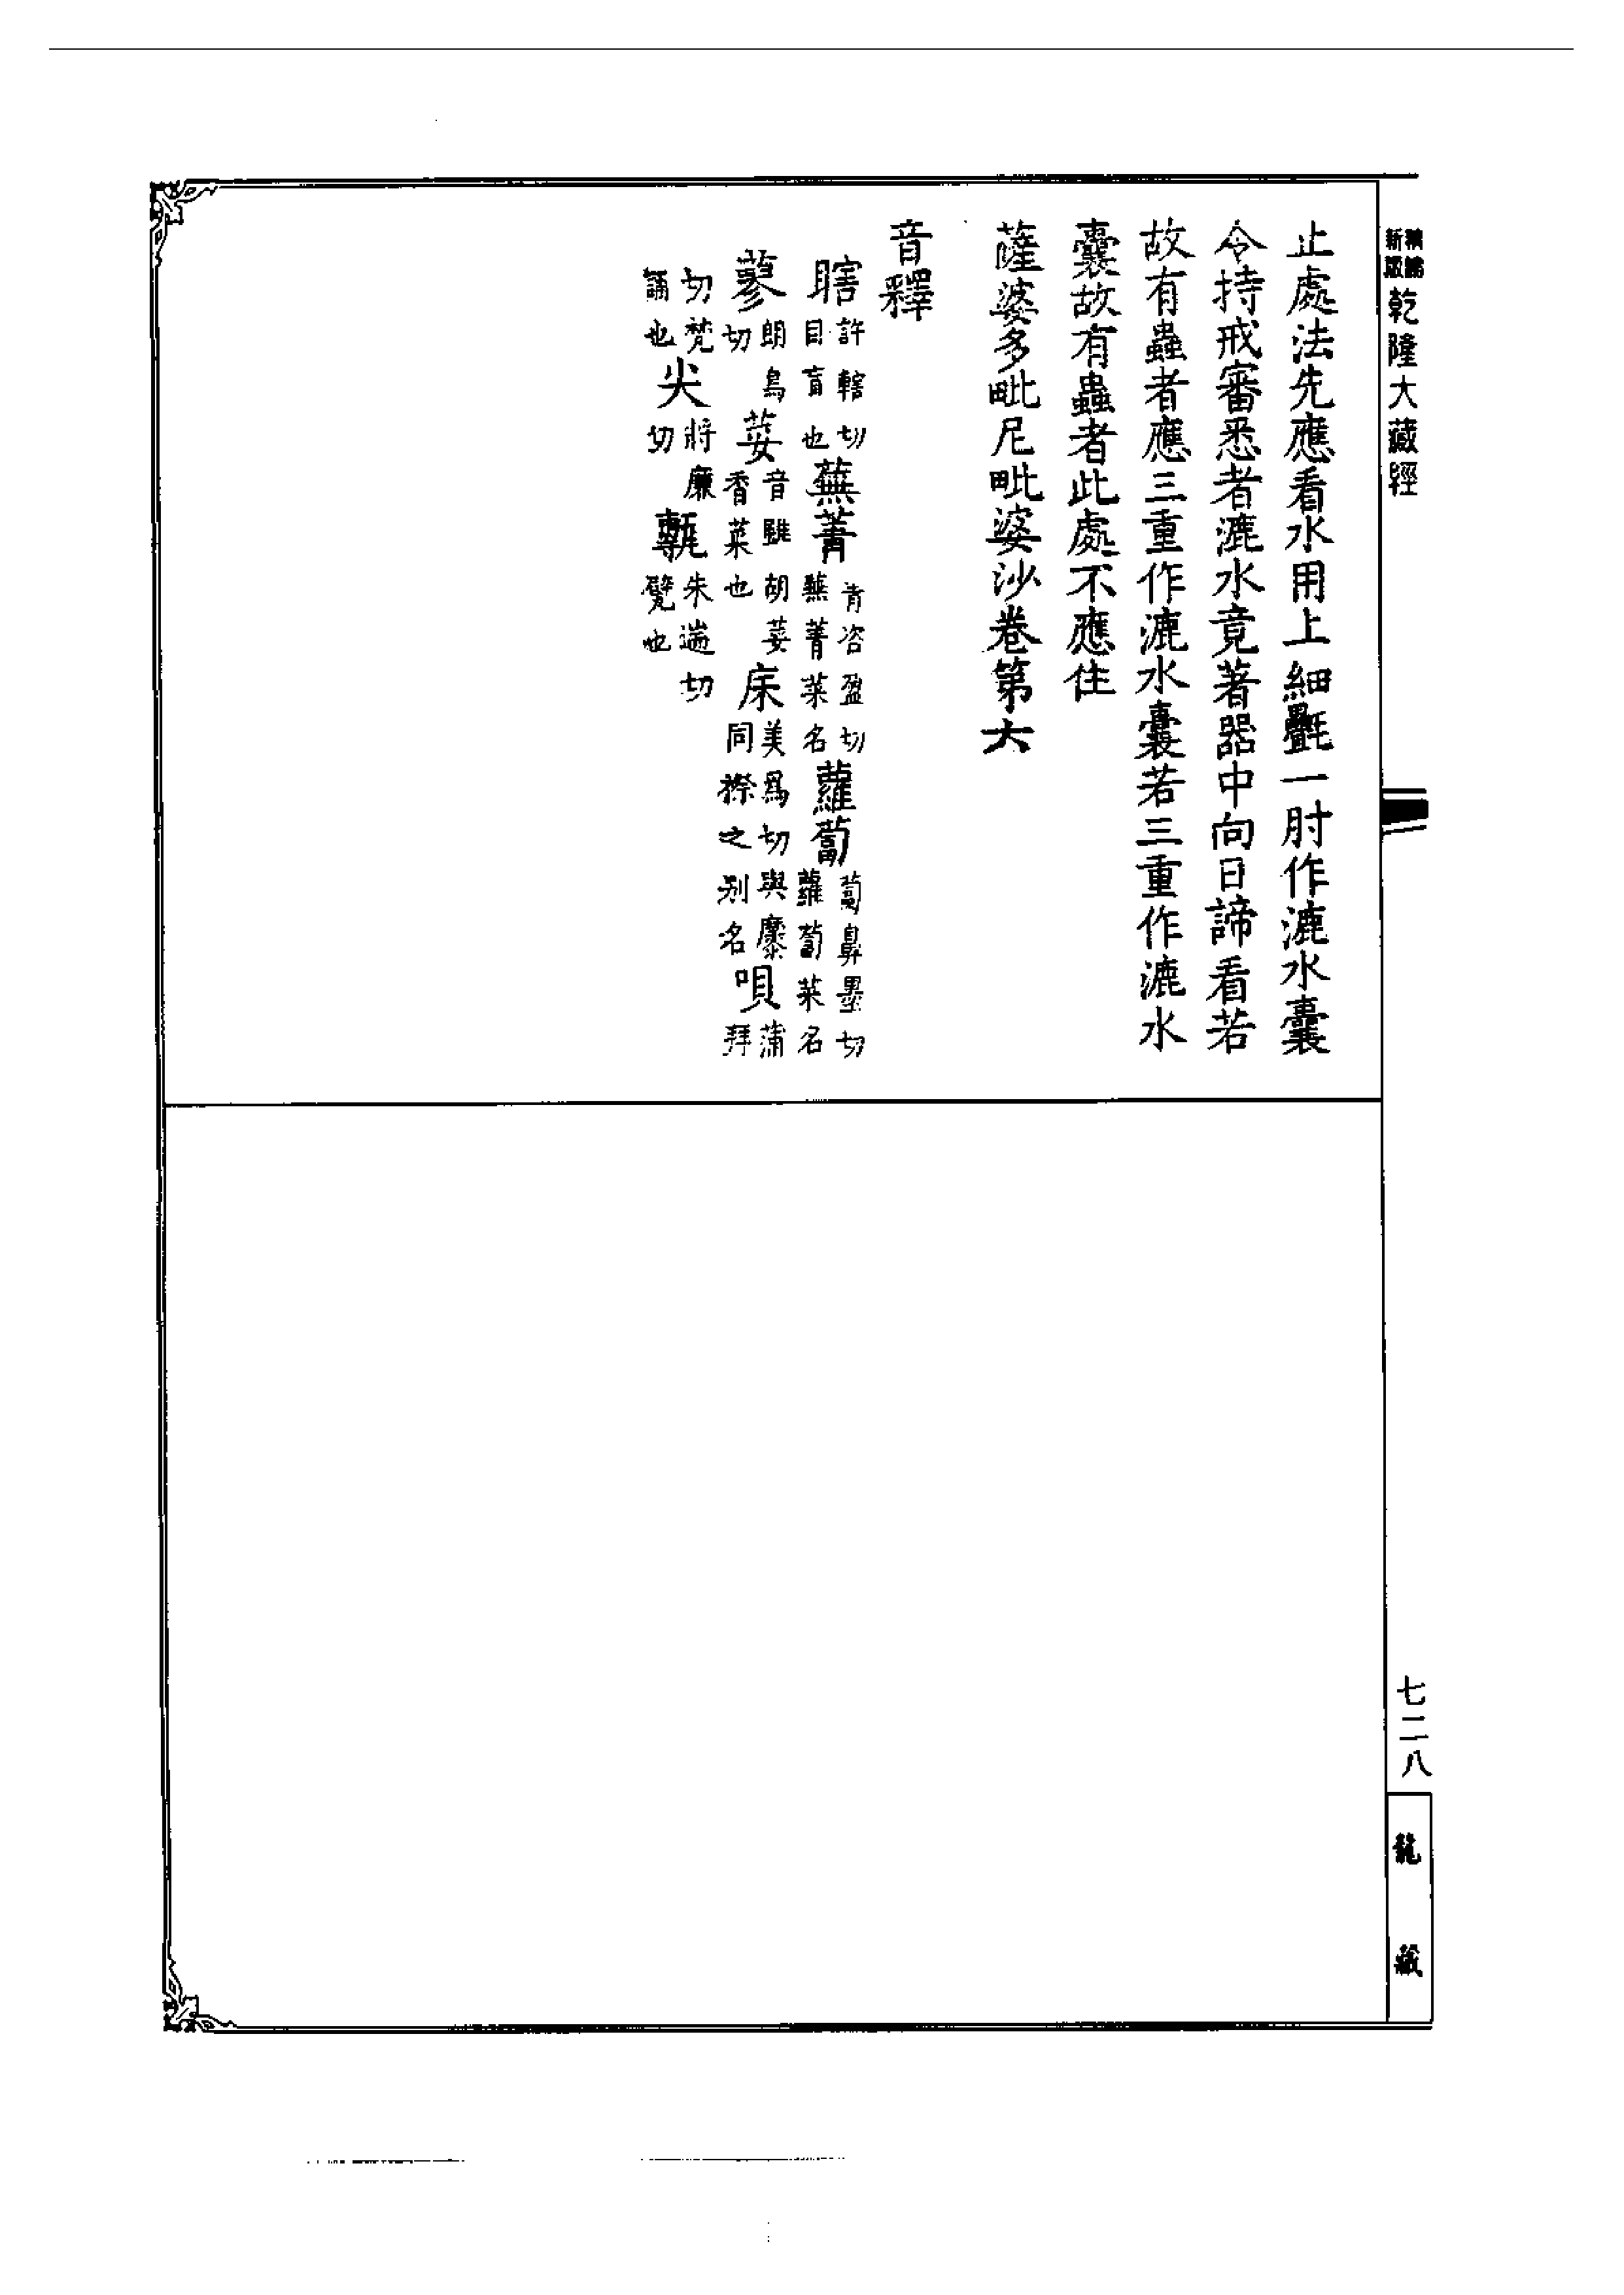 新版
精編
乾隆大藏經
止處法先應看水用上細氎一肘作漉水囊
令持戒審悉者漉水竟著器中向日諦看若
故有蟲者應三重作漉水囊若三重作漉水
囊故有蟲者此處不應住
薩婆多毗尼毗婆沙卷第六
音釋
瞎許轄切目盲也蕪菁菁咨盈切蕪菁菜名蘿蔔蔔鼻墨切蘿蔔菜名
蓼朗鳥切荽音雖胡荽香菜也床美爲切與糜同穄之别名唄蒲拜
切梵誦也尖將廉切甎朱遄切甓也
七二八
龍藏